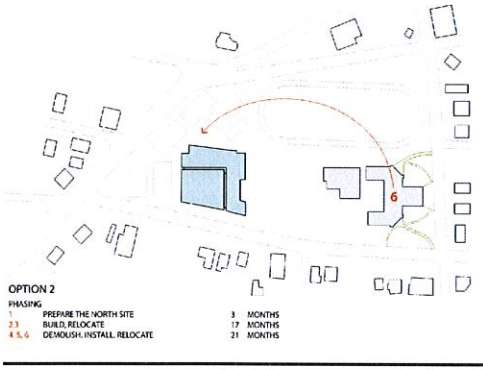 6
OPTION 2
PHASING
1 PREPARE THE NORTH SITE 3 MONTHS
2,3 BUILD, RELOCATE 17 MONTHS
4, 5, 6 DEMOLISH, INSTALL, RELOCATE 21 MONTHS